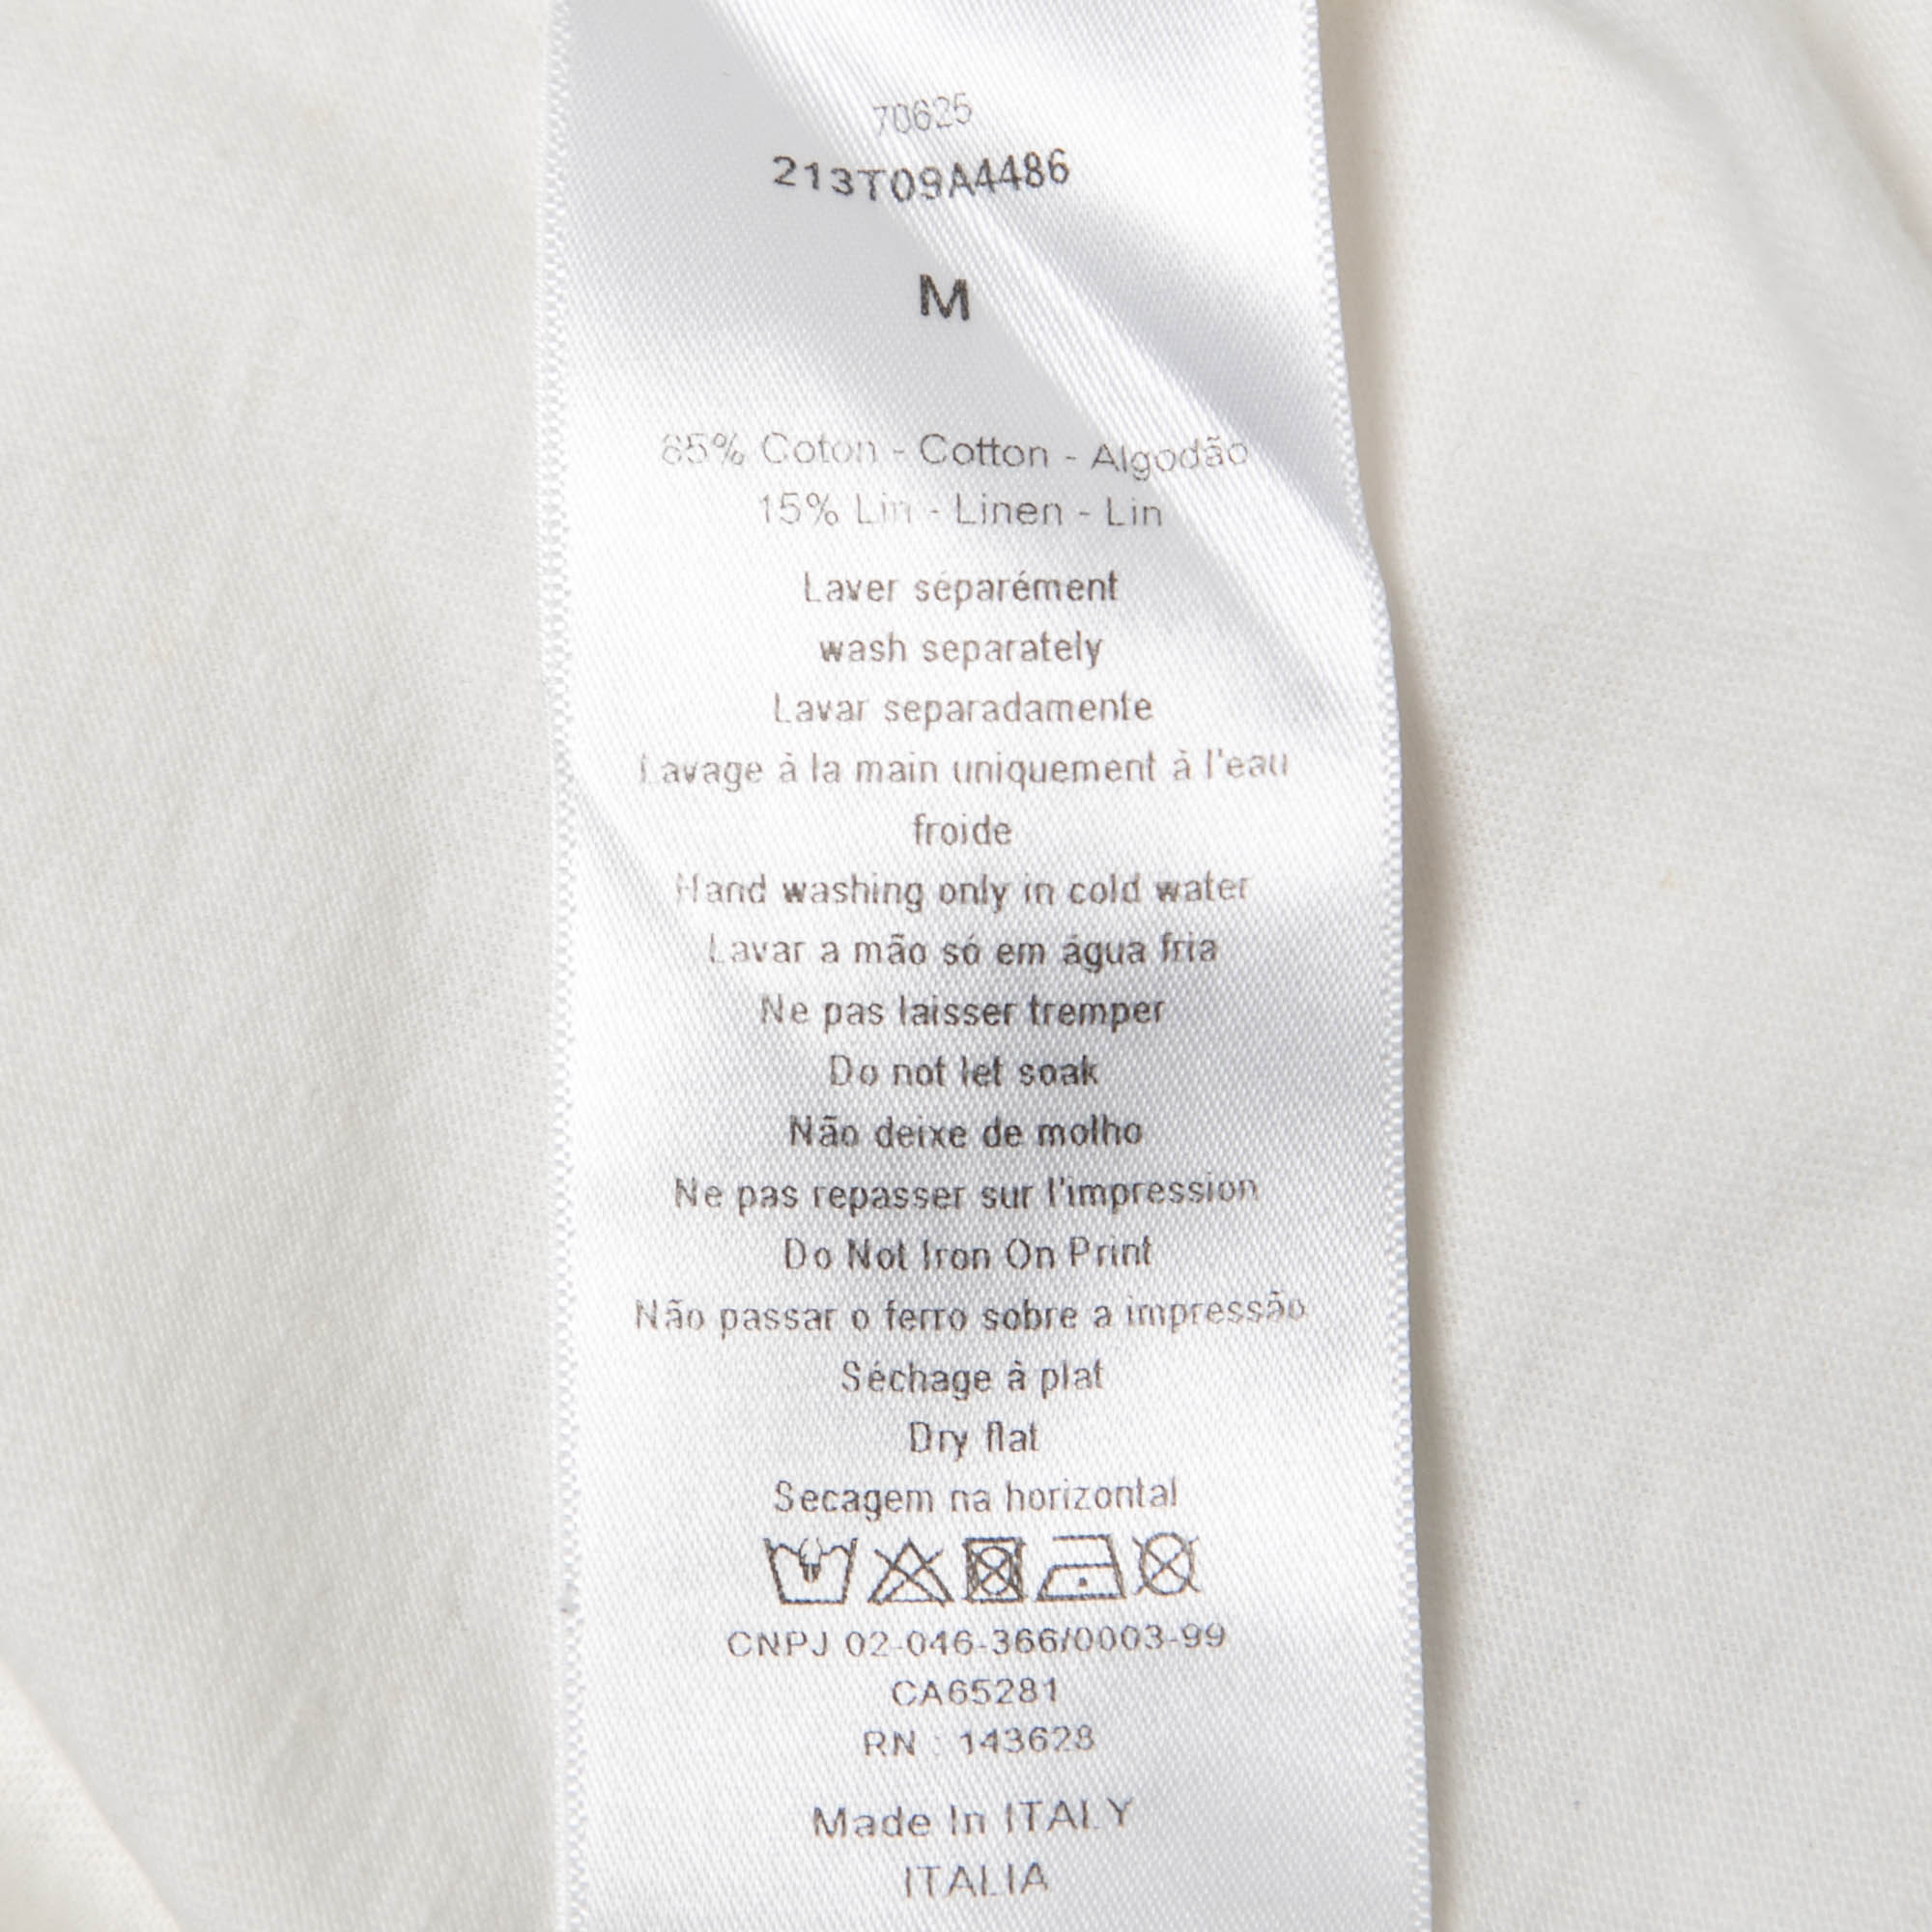 70625
213T09A4486
M
85% Coton - Cotton - Algodão
15% Lin - Linen - Lin
Laver séparément
wash separately
Lavar separadamente
Lavage à la main uniquement à l'eau
froide
Hand washing only in cold water
Lavar a mão só em água fria
Ne pas laisser tremper
Do not let soak
Não deixe de molho
Ne pas repasser sur l'impression
Do Not Iron On Print
Não passar o ferro sobre a impressão
Séchage à plat
Dry flat
Secagem na horizontal
CNPJ 02-046-366/0003-99
CA65281
RN : 143628
Made In ITALY
ITALIA